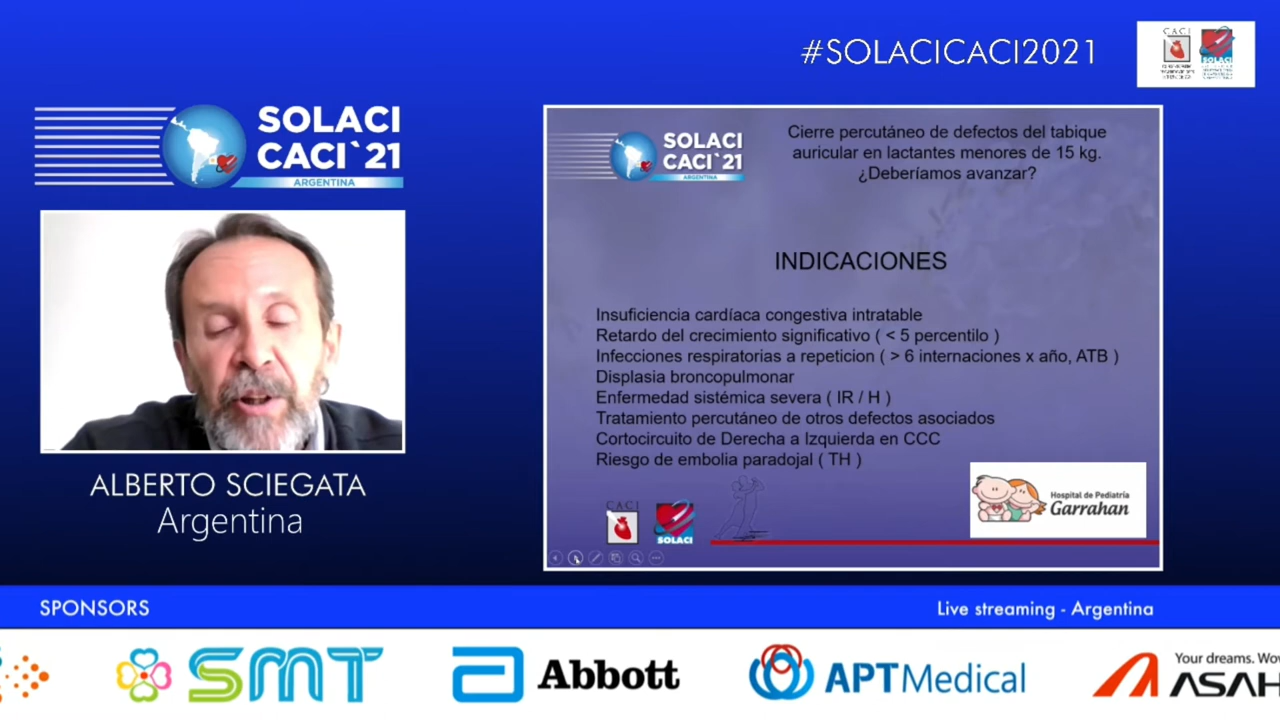 #SOLACICACI2021
CACI
SOLACI
SOLACI
CACI`21
ARGENTINA
SOLACI
CACI`21
ARGENTINA
Cierre percutáneo de defectos del tabique
auricular en lactantes menores de 15 kg.
¿Deberíamos avanzar?
INDICACIONES
Insuficiencia cardíaca congestiva intratable
Retardo del crecimiento significativo ( < 5 percentilo )
Infecciones respiratorias a repeticion ( > 6 internaciones x año, ATB )
Displasia broncopulmonar
Enfermedad sistémica severa ( IR / H )
Tratamiento percutáneo de otros defectos asociados
Cortocircuito de Derecha a Izquierda en CCC
Riesgo de embolia paradojal ( TH )
CACI
SOLACI
Hospital de Pediatría
Garrahan
ALBERTO SCIEGATA
Argentina
SPONSORS
Live streaming - Argentina
SMT
Abbott
APTMedical
Your dreams. Wov
ASAH